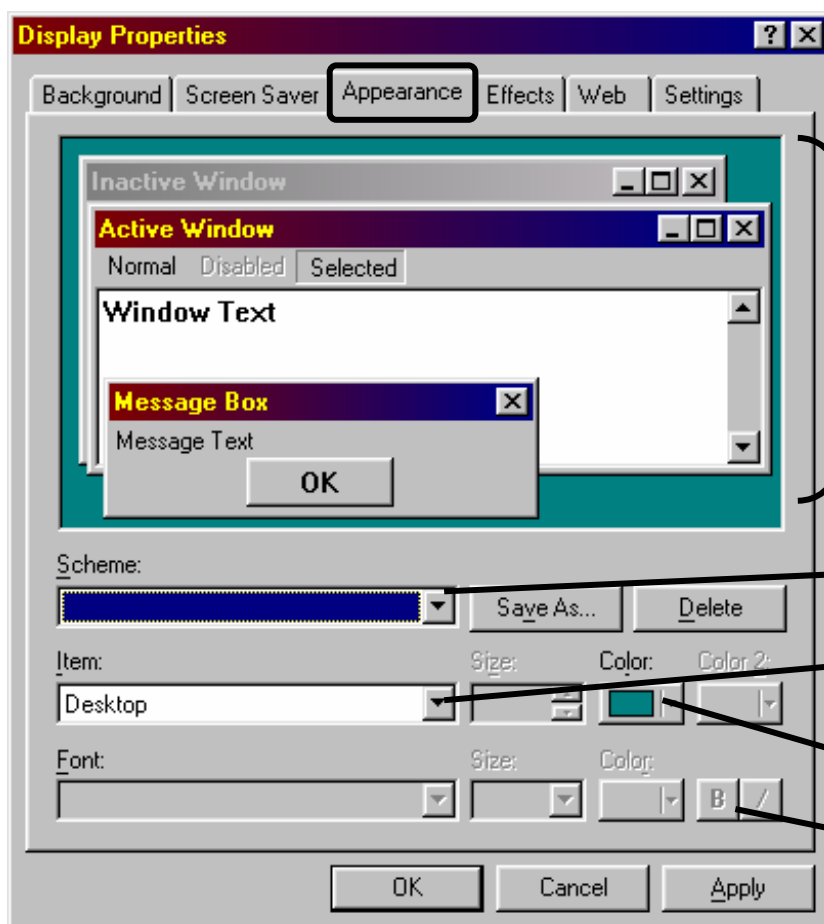 Display Properties
Background Screen Saver Appearance Effects Web Settings
Inactive Window
Active Window
Normal Disabled Selected
Window Text
Message Box
Message Text
OK
Scheme:
Save As... Delete
Item: Size: Color: Color 2:
Desktop
Font: Size: Color:
B /
OK Cancel Apply